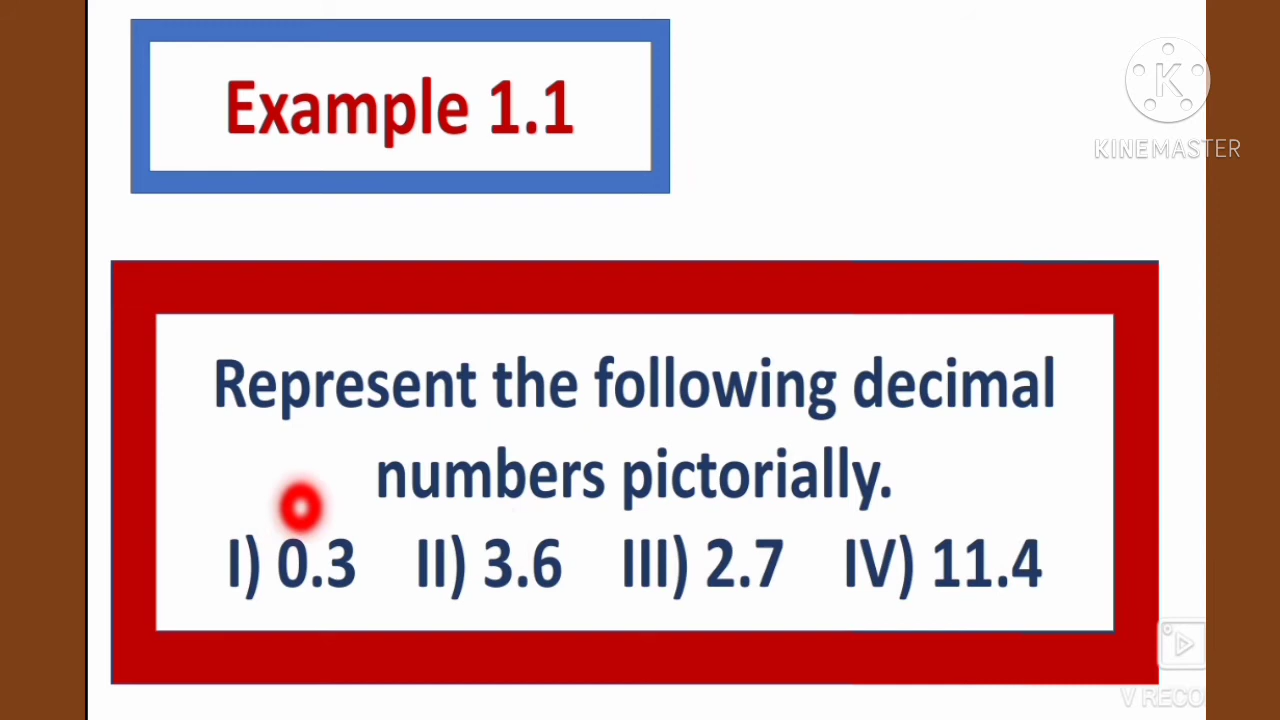 Example 1.1
KINEMASTER
Represent the following decimal
numbers pictorially.
I) 0.3 II) 3.6 III) 2.7 IV) 11.4
V RECO